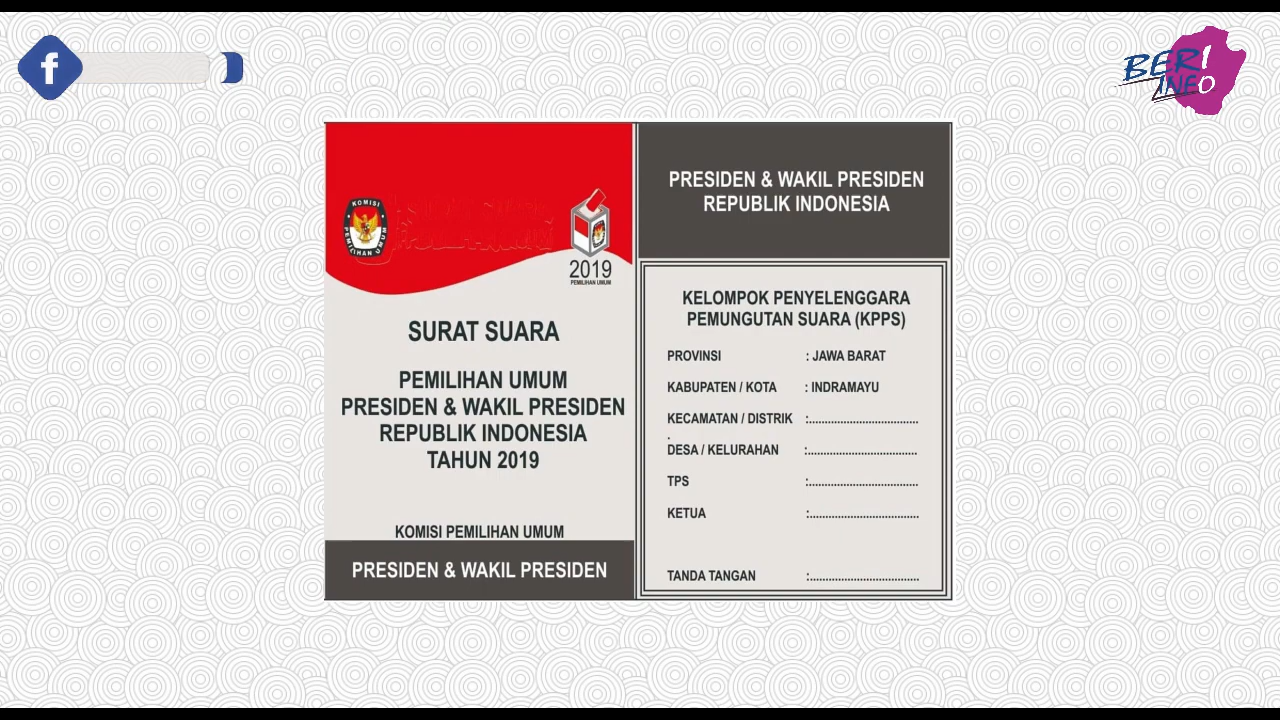 f
BERI
INFO
KOMISI
PEMILIHAN UMUM
2019
PEMILIHAN UMUM
SURAT SUARA
PEMILIHAN UMUM
PRESIDEN & WAKIL PRESIDEN
REPUBLIK INDONESIA
TAHUN 2019
KOMISI PEMILIHAN UMUM
PRESIDEN & WAKIL PRESIDEN
PRESIDEN & WAKIL PRESIDEN
REPUBLIK INDONESIA
KELOMPOK PENYELENGGARA
PEMUNGUTAN SUARA (KPPS)
PROVINSI : JAWA BARAT
KABUPATEN / KOTA : INDRAMAYU
KECAMATAN / DISTRIK :..................................
.
DESA / KELURAHAN :..................................
TPS :..................................
KETUA :..................................
TANDA TANGAN :..................................